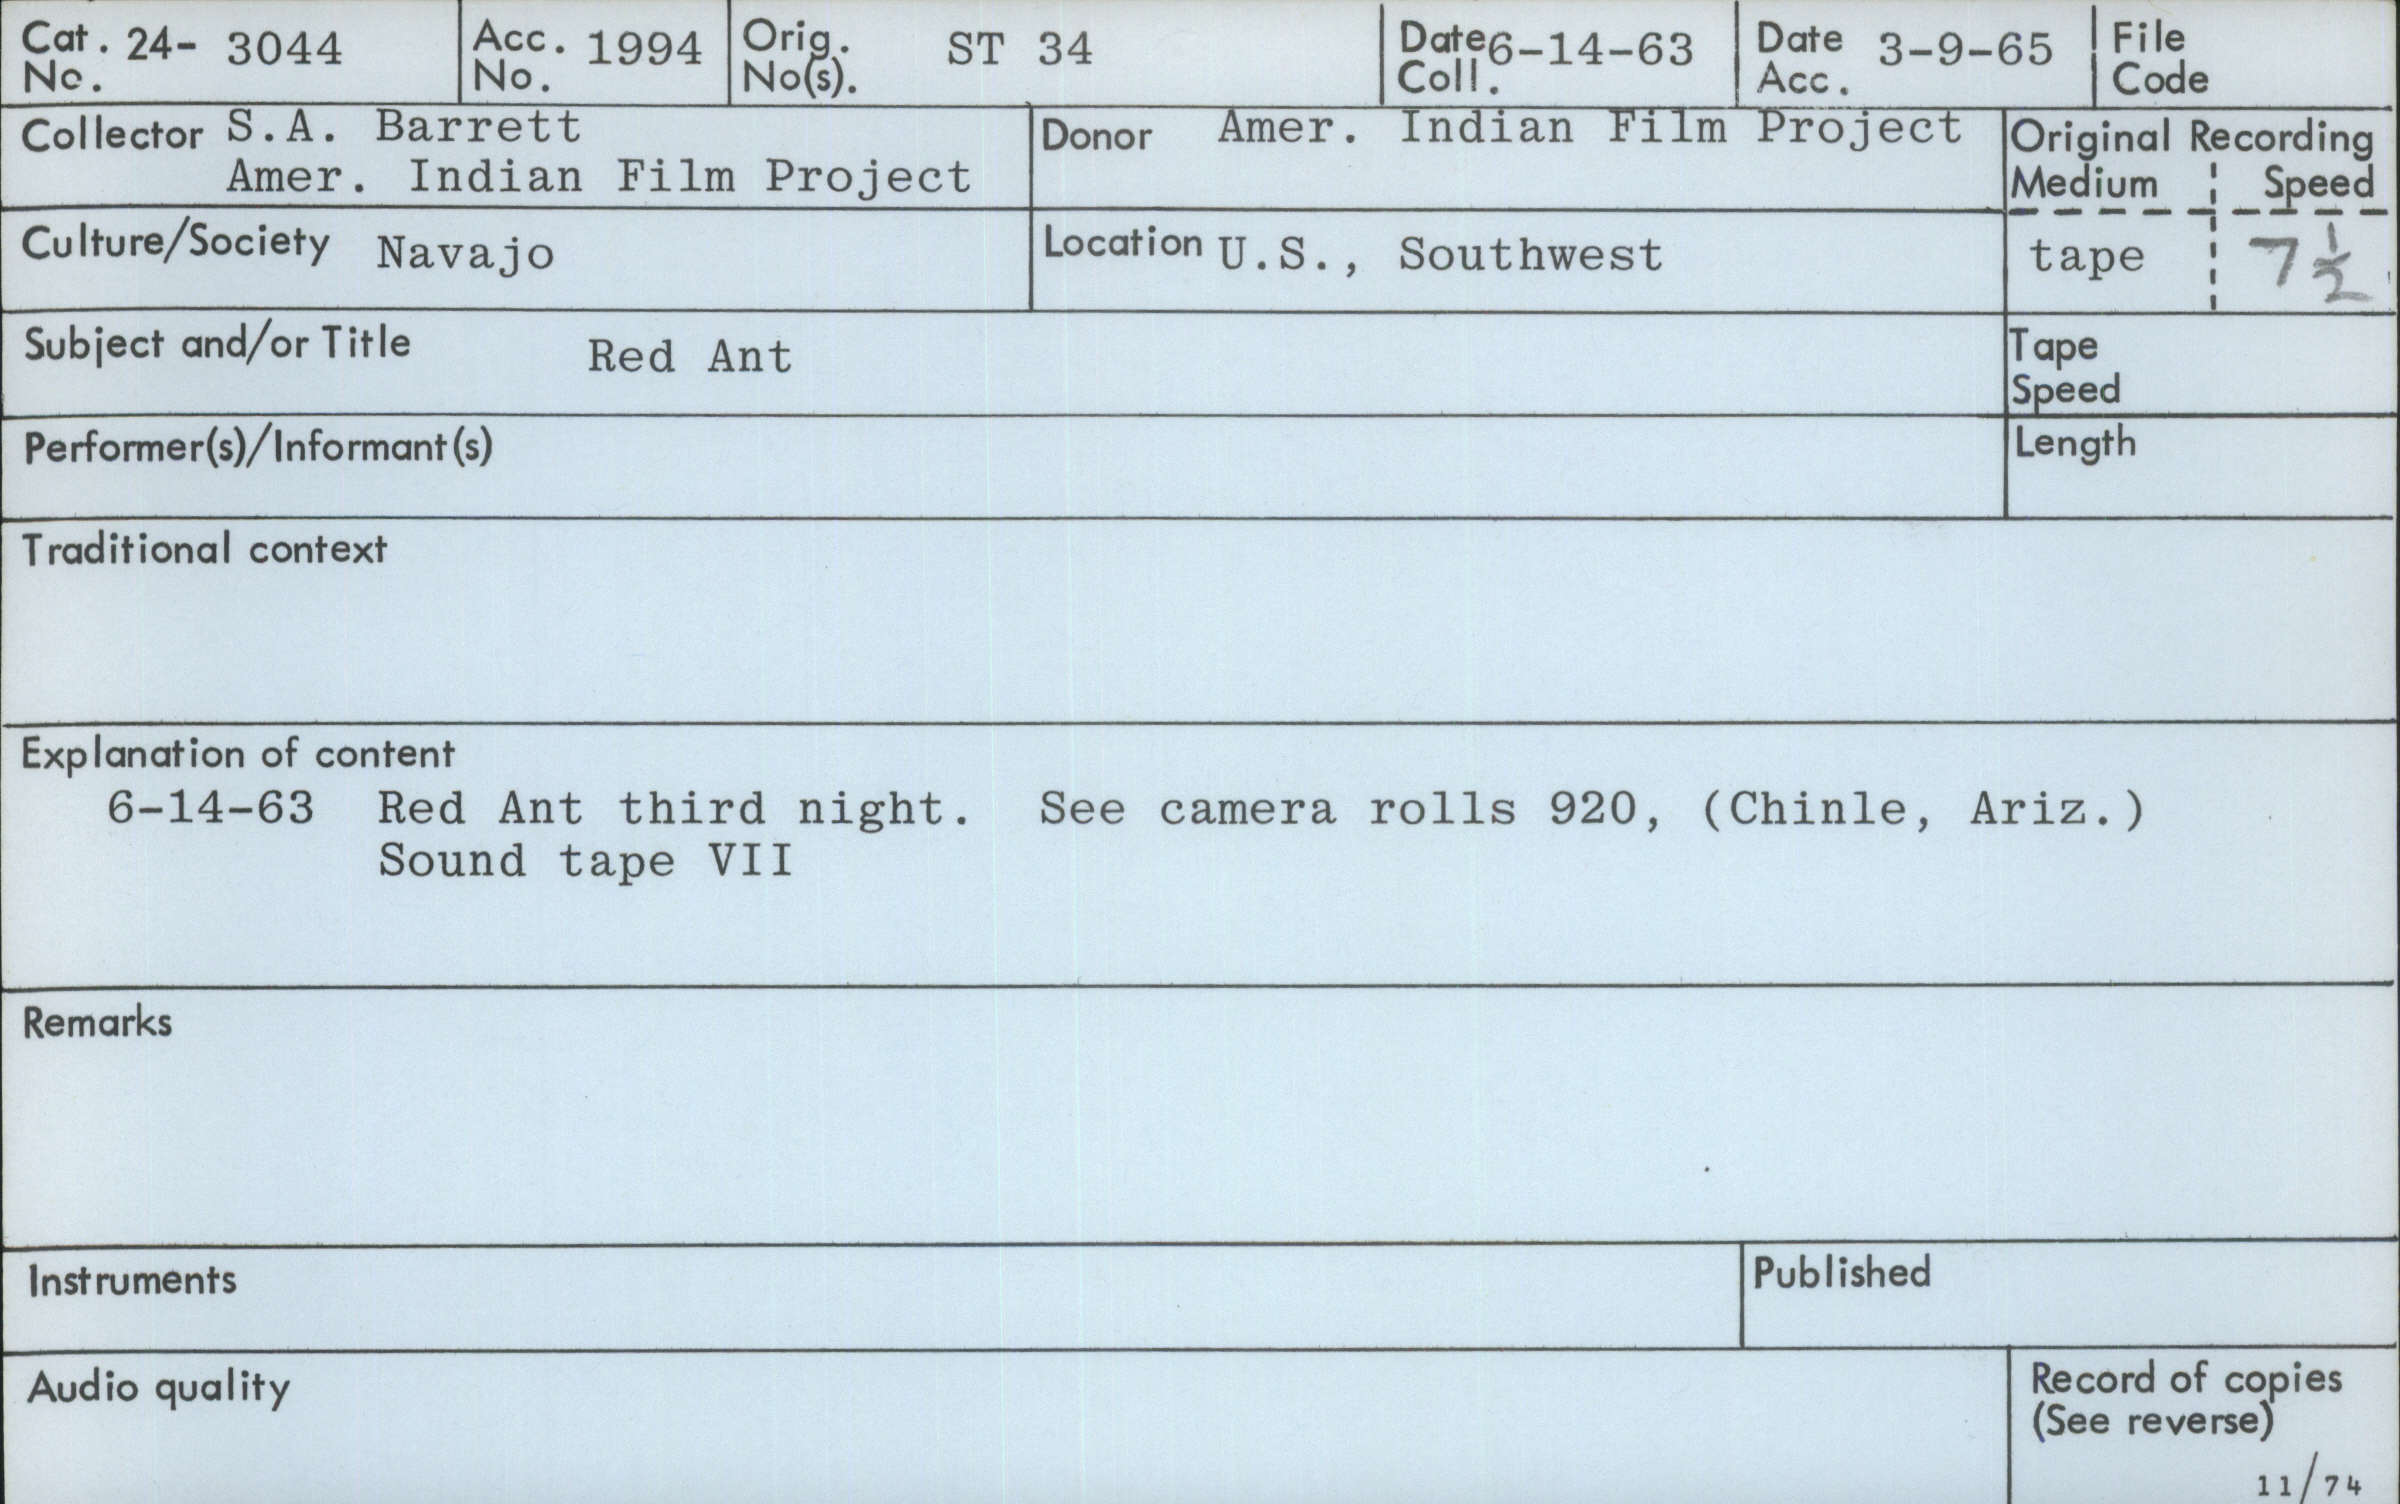 Cat. No. 24- 3044
Acc. No. 1994
Orig. No(s). ST 34
Date Coll. 6-14-63
Date Acc. 3-9-65
File Code
Collector S.A. Barrett
Amer. Indian Film Project
Donor Amer. Indian Film Project
Original Recording
Medium Speed
tape 7 1/2
Culture/Society Navajo
Location U.S., Southwest
Subject and/or Title Red Ant
Tape Speed
Performer(s)/Informant(s)
Length
Traditional context
Explanation of content
6-14-63 Red Ant third night. See camera rolls 920, (Chinle, Ariz.)
Sound tape VII
Remarks
Instruments
Published
Audio quality
Record of copies
(See reverse)
11/74